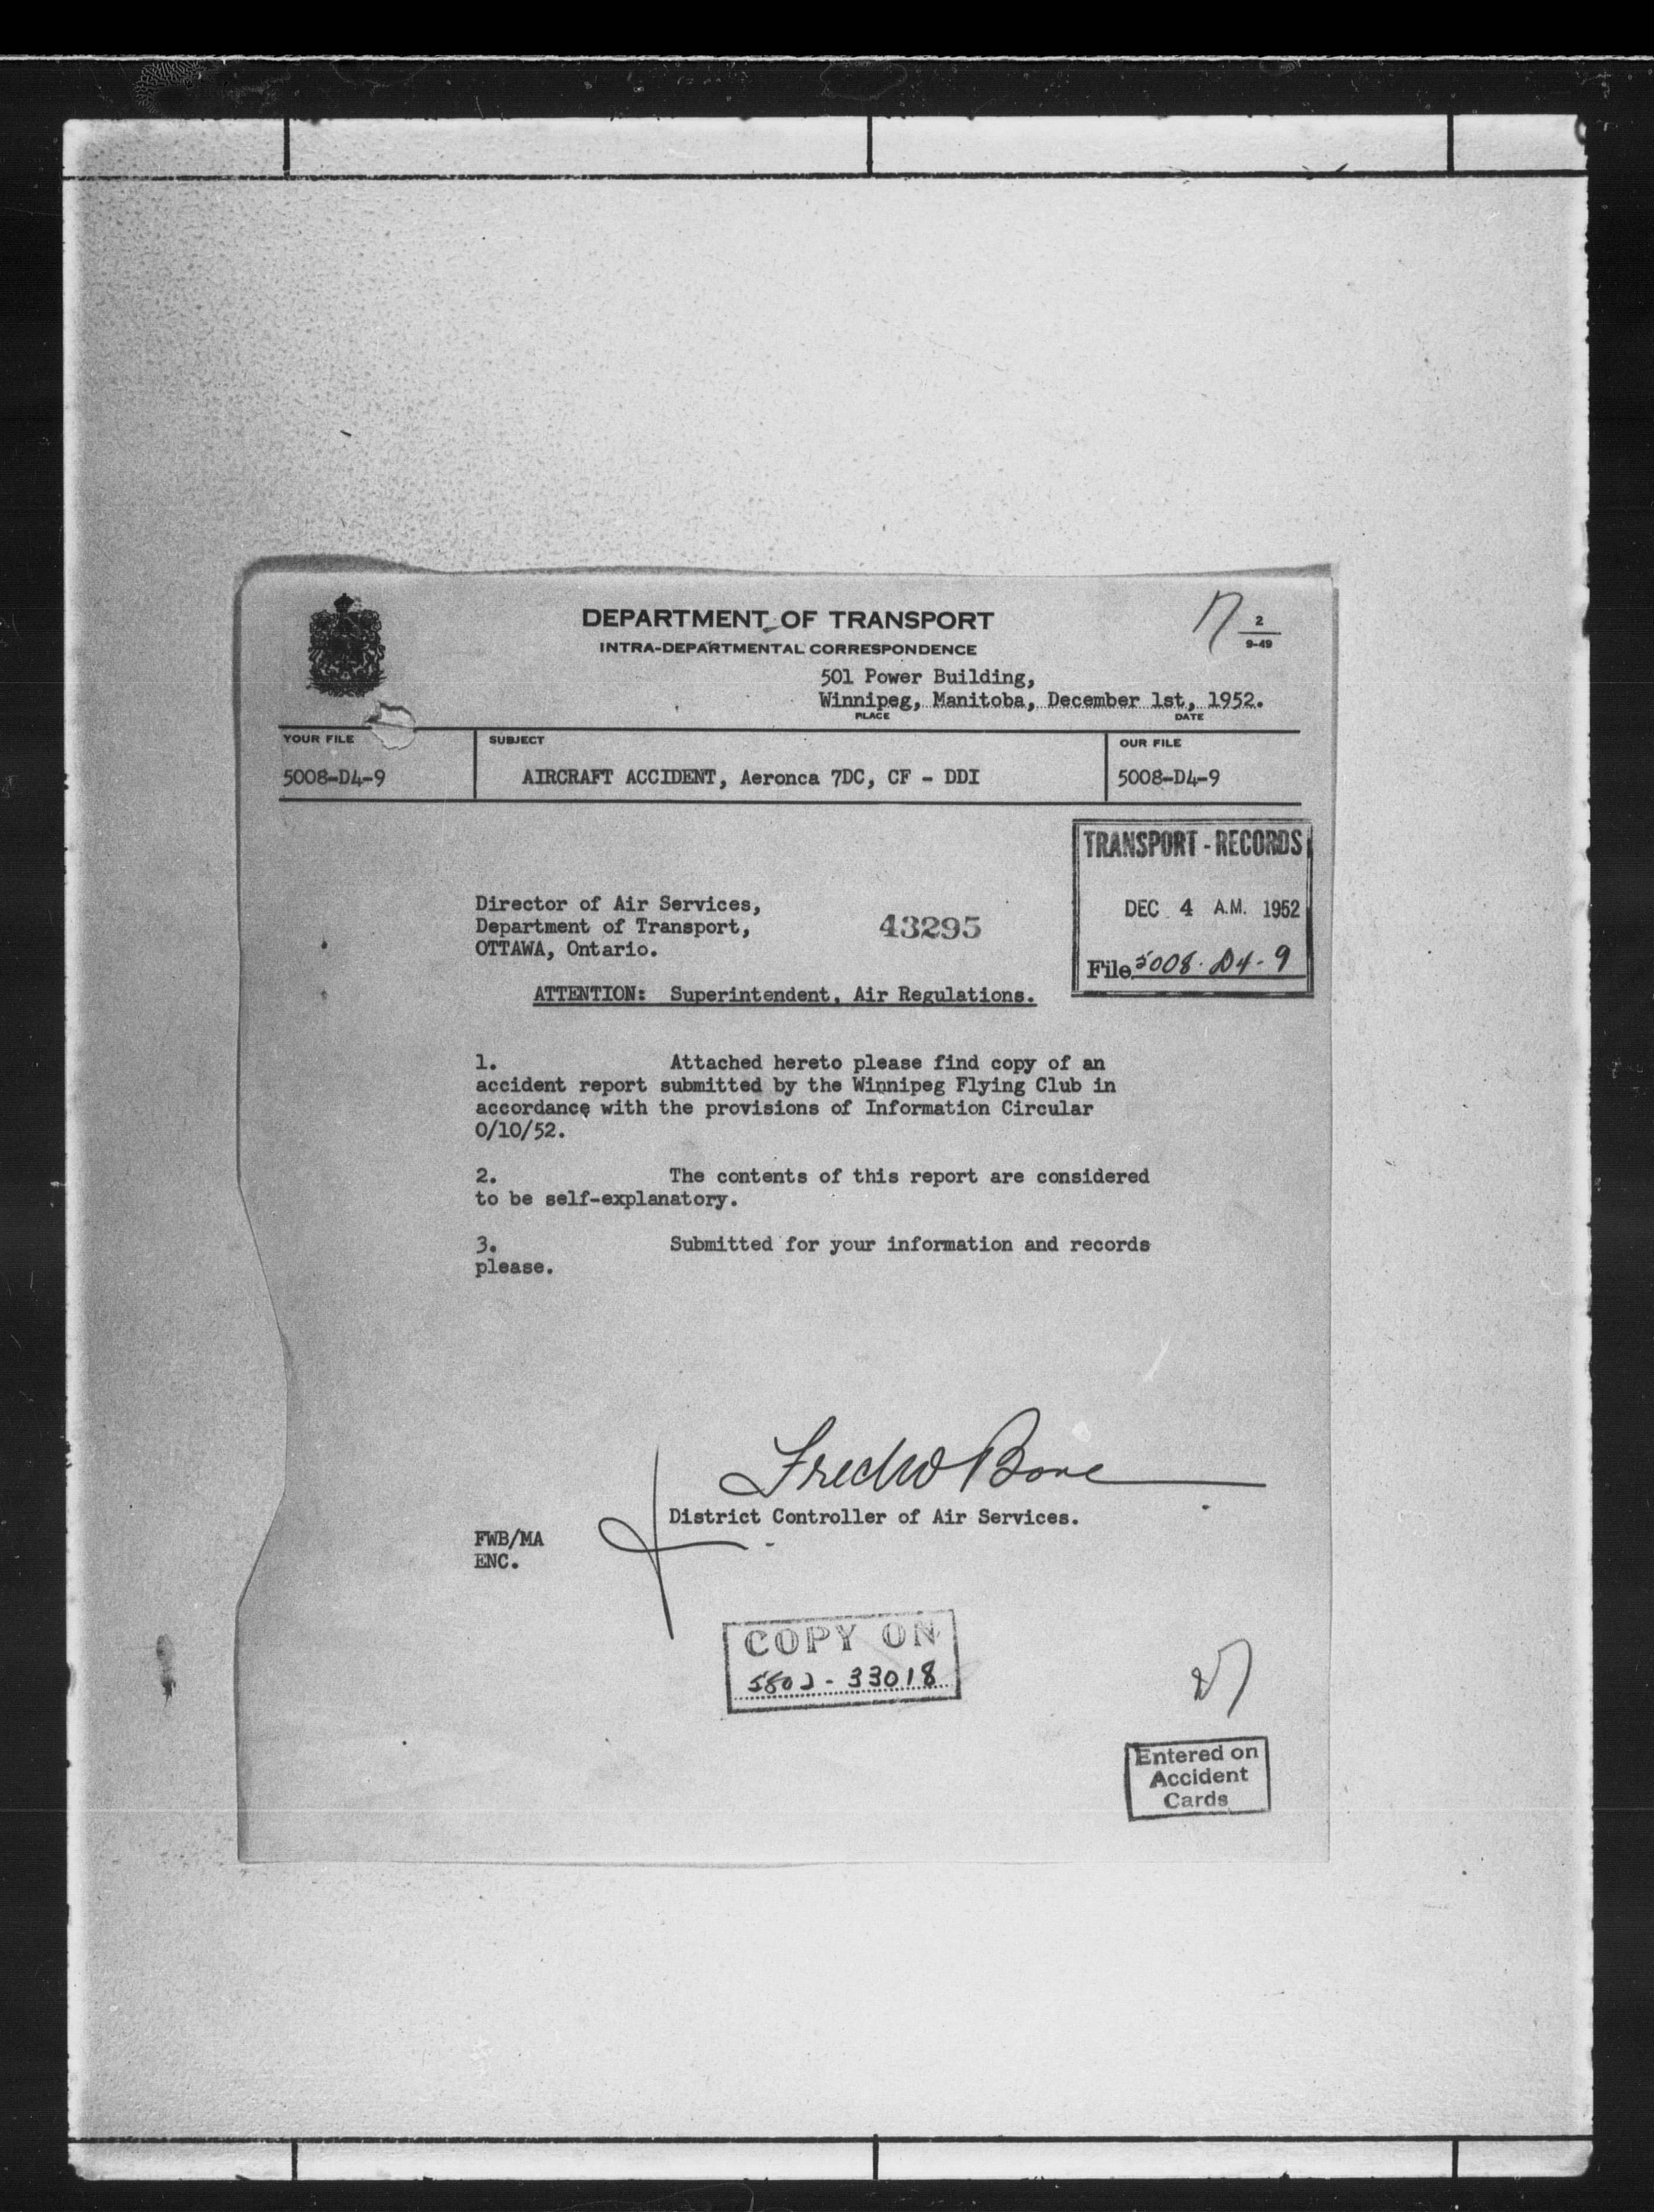 DEPARTMENT OF TRANSPORT
INTRA-DEPARTMENTAL CORRESPONDENCE
17
2
9-49
501 Power Building,
Winnipeg, Manitoba, December 1st, 1952.
PLACE DATE
YOUR FILE SUBJECT OUR FILE
5008-D4-9 AIRCRAFT ACCIDENT, Aeronca 7DC, CF - DDI 5008-D4-9
TRANSPORT - RECORDS
DEC 4 A.M. 1952
File 5008-D4-9
Director of Air Services,
Department of Transport,
OTTAWA, Ontario.
43295
ATTENTION: Superintendent, Air Regulations.
1. Attached hereto please find copy of an
accident report submitted by the Winnipeg Flying Club in
accordance with the provisions of Information Circular
O/10/52.
2. The contents of this report are considered
to be self-explanatory.
3. Submitted for your information and records
please.
Fred W Bone
District Controller of Air Services.
FWB/MA
ENC.
COPY ON
5802-33018
Entered on
Accident
Cards